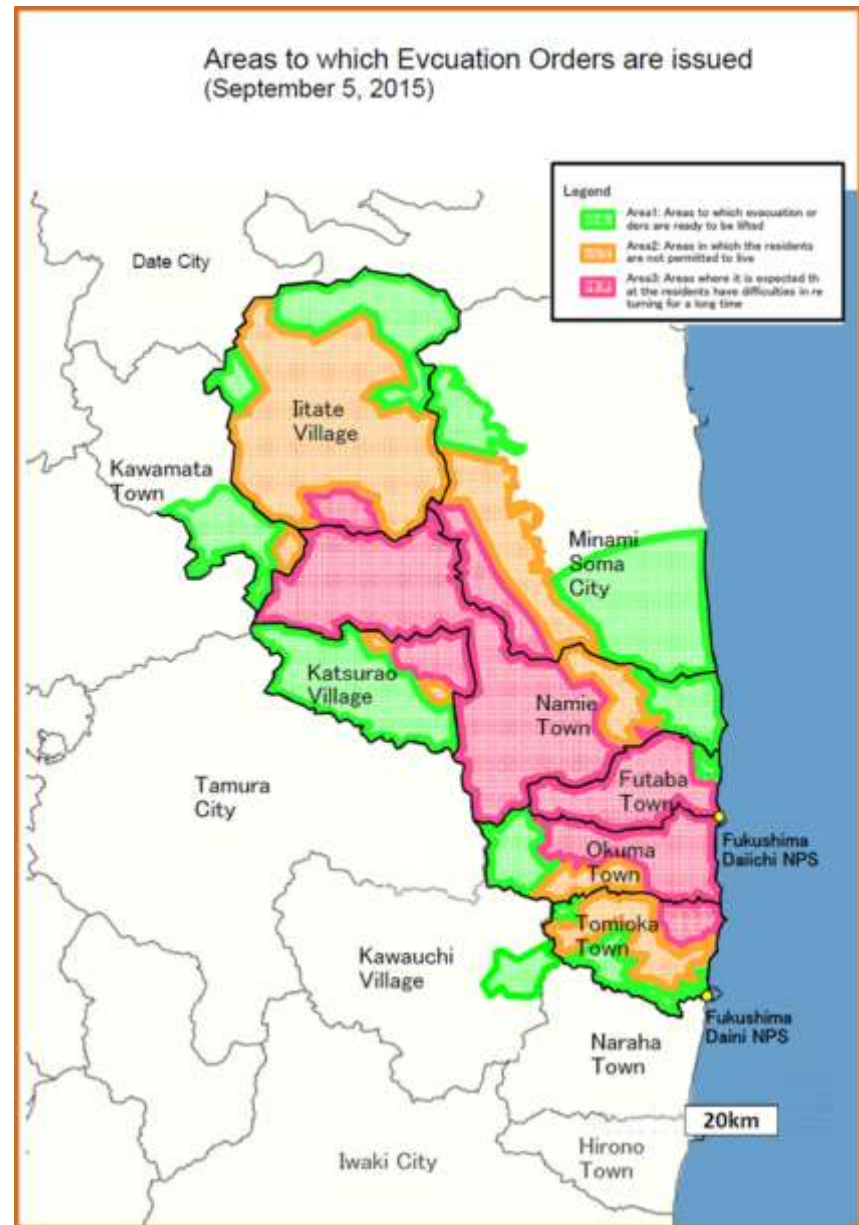 Areas to which Evcuation Orders are issued
(September 5, 2015)
Legend
Area1: Areas to which evacuation or
ders are ready to be lifted
Area2: Areas in which the residents
are not permitted to live
Area3: Areas where it is expected th
at the residents have difficulties in re
turning for a long time
Date City
Iitate
Village
Kawamata
Town
Minami
Soma
City
Katsurao
Village
Namie
Town
Tamura
City
Futaba
Town
Fukushima
Daiichi NPS
Okuma
Town
Tomioka
Town
Kawauchi
Village
Fukushima
Daini NPS
Naraha
Town
20km
Hirono
Town
Iwaki City